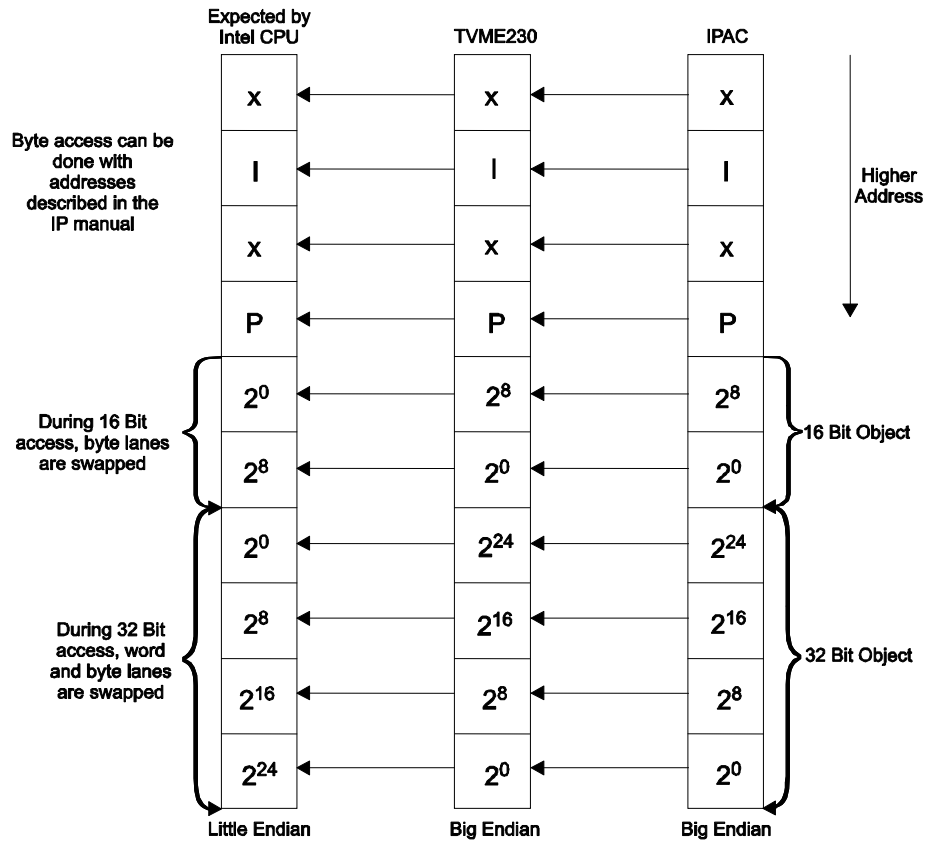 Expected by
Intel CPU
TVME230
IPAC
x
x
x
Byte access can be
done with
addresses
described in the
IP manual
I
I
I
Higher
Address
x
x
x
P
P
P
2⁰
2⁸
2⁸
During 16 Bit
access, byte lanes
are swapped
16 Bit Object
2⁸
2⁰
2⁰
2⁰
2²⁴
2²⁴
2⁸
2¹⁶
2¹⁶
During 32 Bit
access, word
and byte lanes
are swapped
32 Bit Object
2¹⁶
2⁸
2⁸
2²⁴
2⁰
2⁰
Little Endian
Big Endian
Big Endian